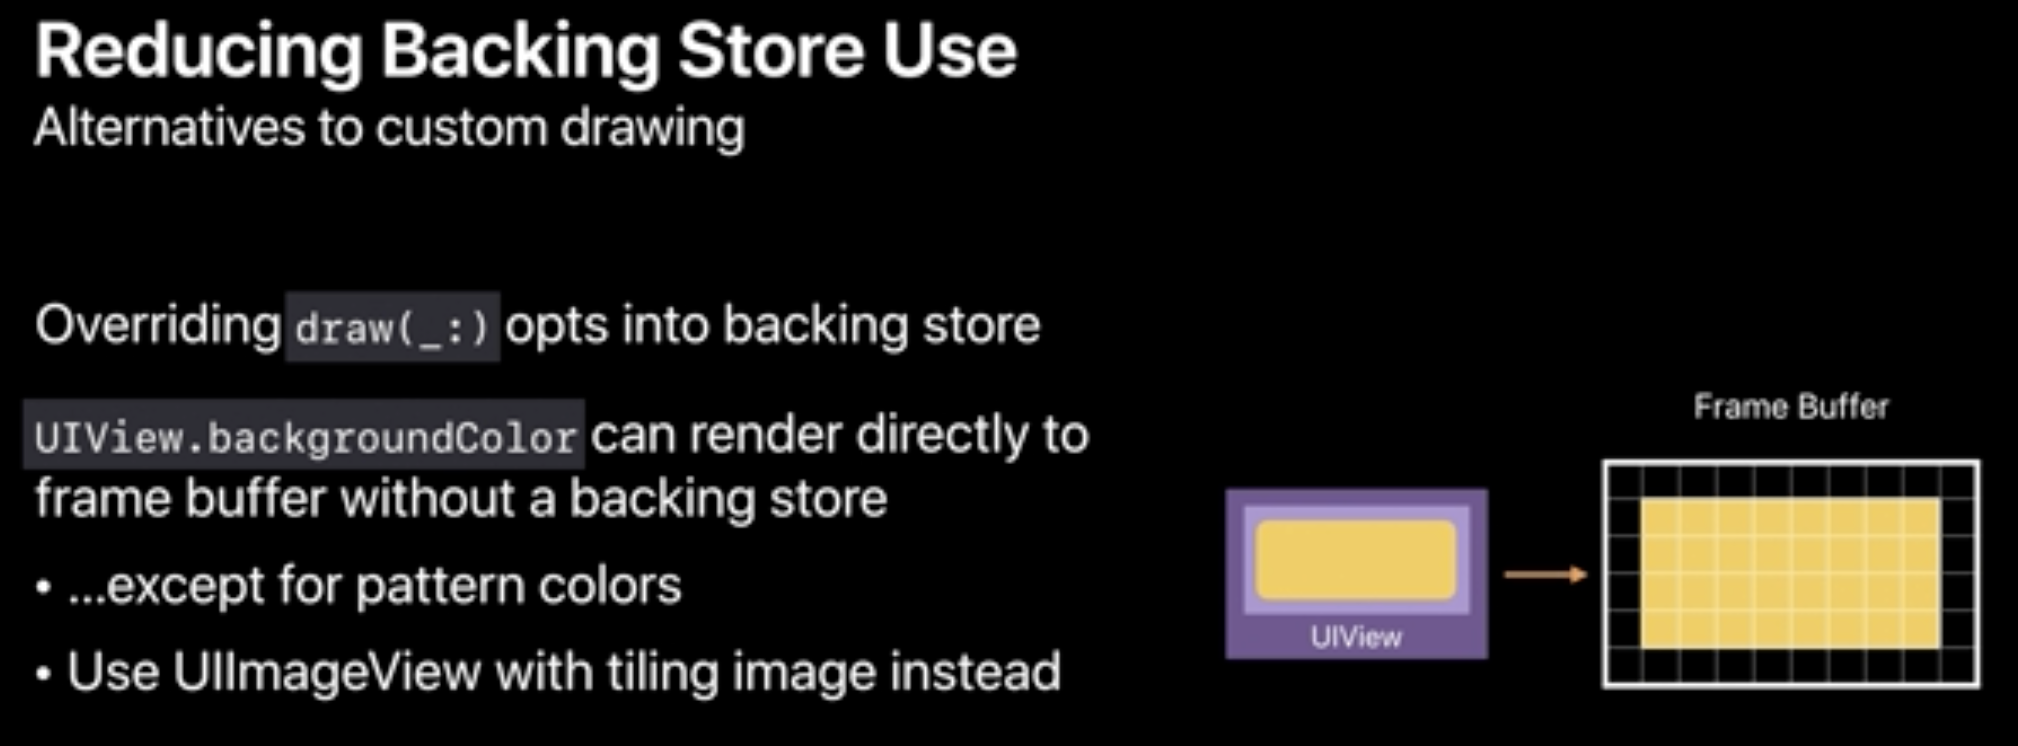 Reducing Backing Store Use
Alternatives to custom drawing
Overriding draw(_:) opts into backing store
UIView.backgroundColor can render directly to
frame buffer without a backing store
• ...except for pattern colors
• Use UIImageView with tiling image instead
UIView
Frame Buffer